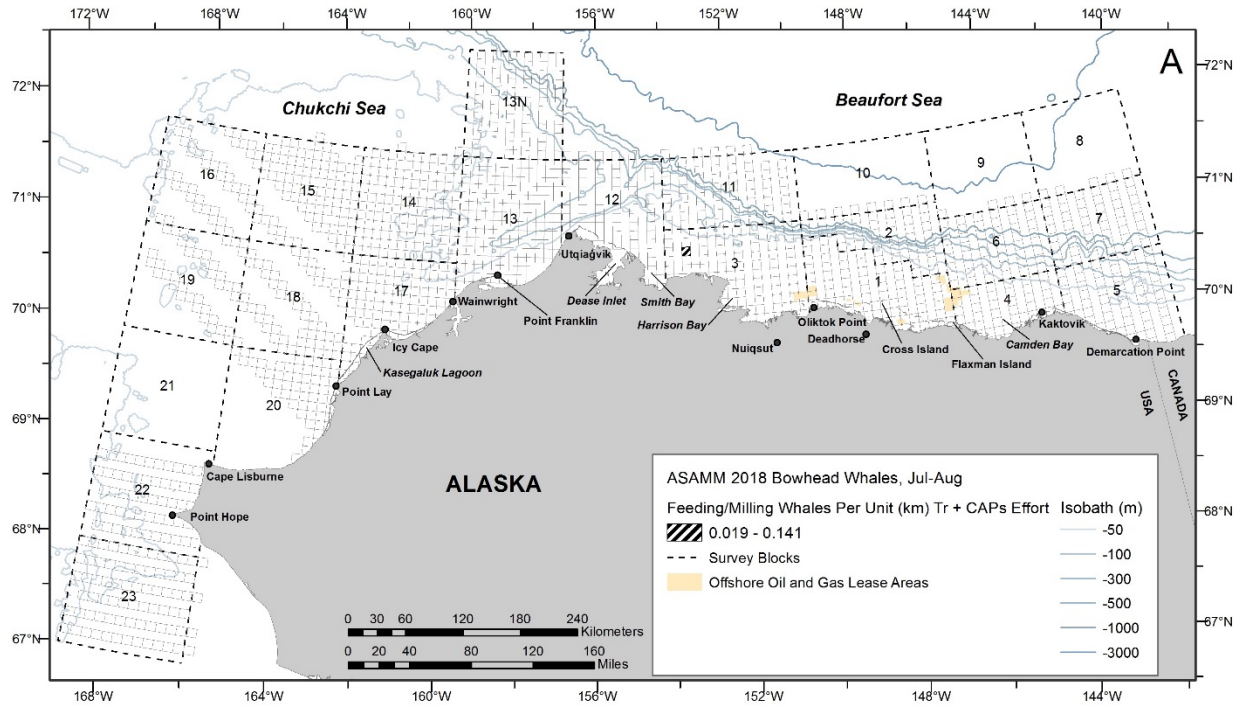 172°W 168°W 164°W 160°W 156°W 152°W 148°W 144°W 140°W
A
72°N 72°N
Chukchi Sea
Beaufort Sea
13N
8
9
10
11
71°N 71°N
16
15
14
13
12
7
6
2
3
1
4
5
Utqiaġvik
70°N 70°N
19
18
17
Wainwright
Dease Inlet
Smith Bay
Harrison Bay
Point Franklin
Oliktok Point
Deadhorse
Nuiqsut
Cross Island
Flaxman Island
Camden Bay
Kaktovik
Demarcation Point
Icy Cape
Kasegaluk Lagoon
Point Lay
USA
CANADA
69°N 69°N
21
20
Cape Lisburne
22
Point Hope
ALASKA
68°N 68°N
23
67°N 67°N
ASAMM 2018 Bowhead Whales, Jul-Aug
Feeding/Milling Whales Per Unit (km) Tr + CAPs Effort
0.019 - 0.141
Survey Blocks
Offshore Oil and Gas Lease Areas
Isobath (m)
-50
-100
-300
-500
-1000
-3000
0 30 60 120 180 240
Kilometers
0 20 40 80 120 160
Miles
168°W 164°W 160°W 156°W 152°W 148°W 144°W